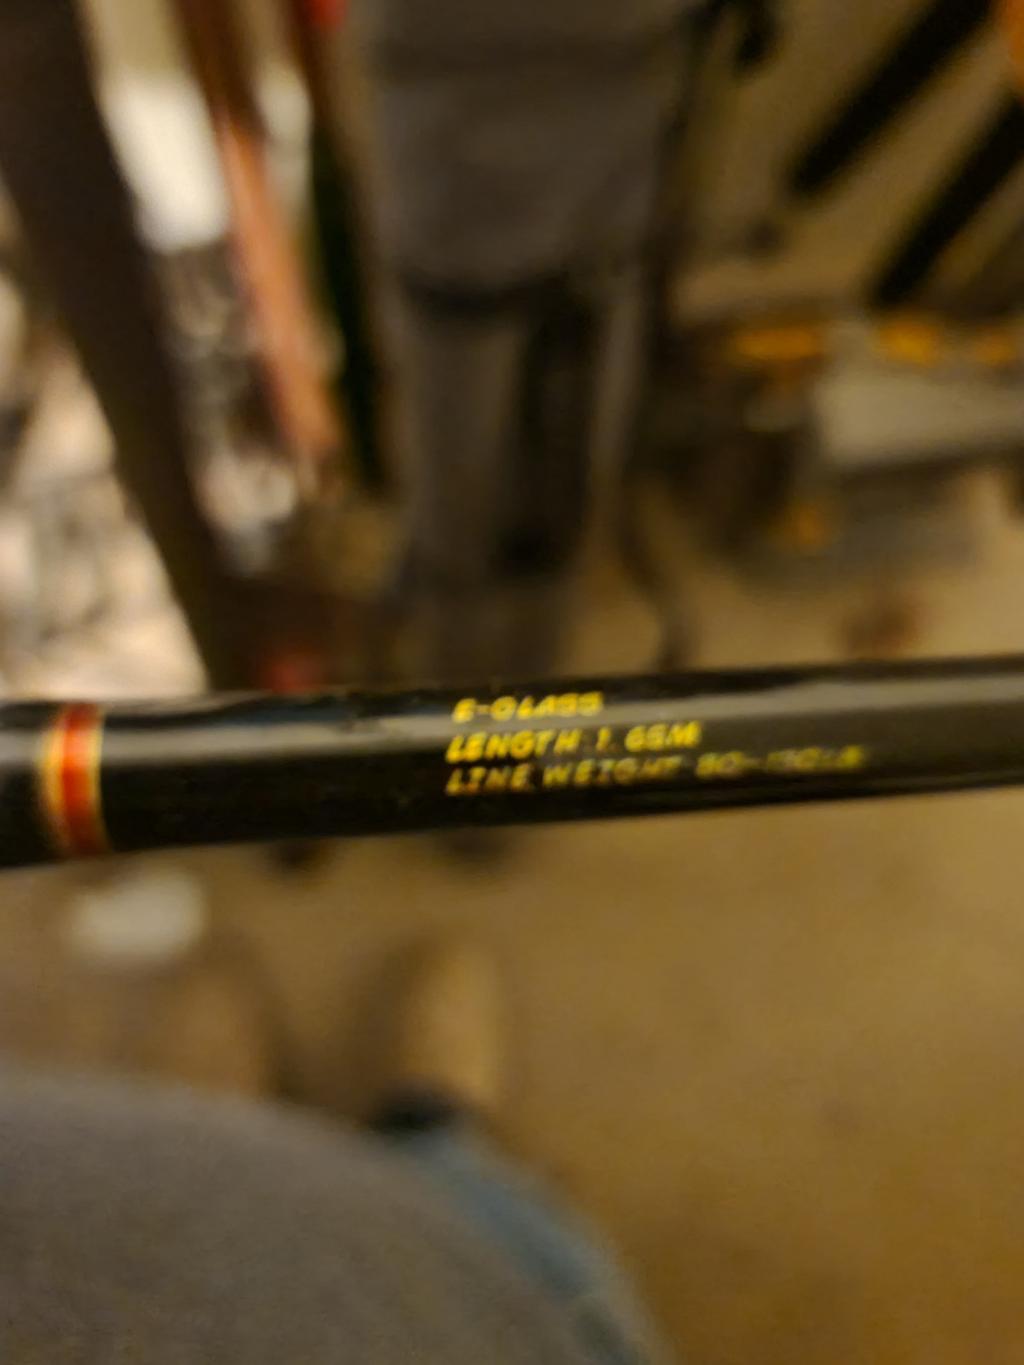 E-GLASS
LENGTH 1.65M
LINE WEIGHT